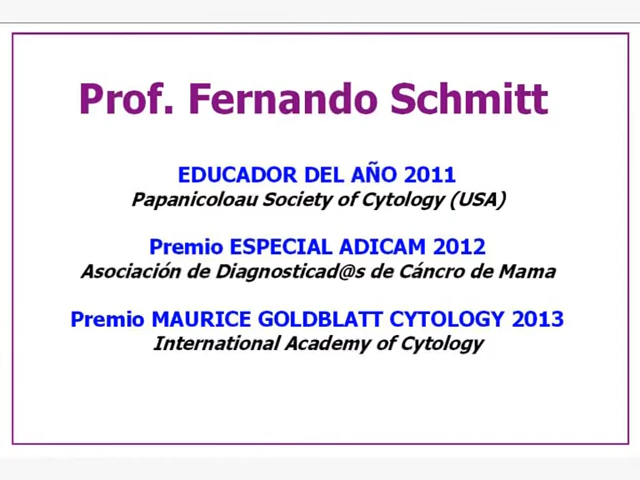 Prof. Fernando Schmitt
EDUCADOR DEL AÑO 2011
Papanicoloau Society of Cytology (USA)
Premio ESPECIAL ADICAM 2012
Asociación de Diagnosticad@s de Cáncro de Mama
Premio MAURICE GOLDBLATT CYTOLOGY 2013
International Academy of Cytology